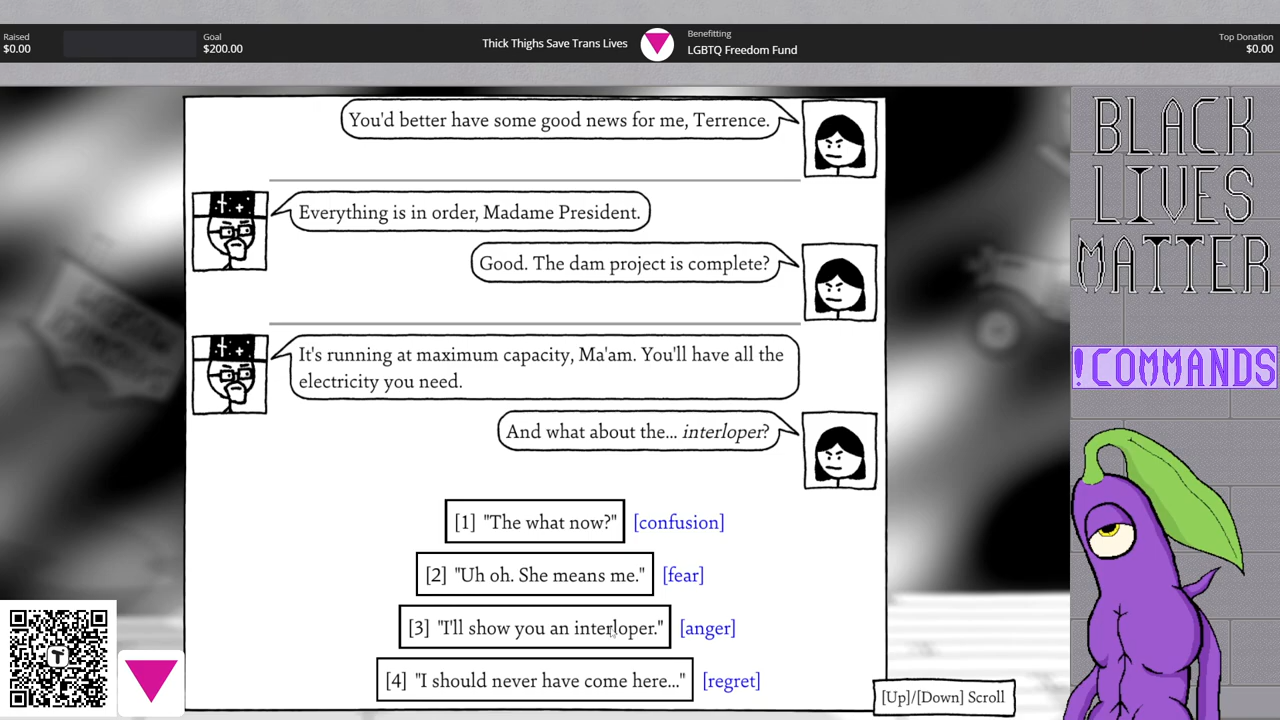 Raised
$0.00
Goal
$200.00
Thick Thighs Save Trans Lives
Benefitting
LGBTQ Freedom Fund
Top Donation
$0.00
You'd better have some good news for me, Terrence.
Everything is in order, Madame President.
Good. The dam project is complete?
It's running at maximum capacity, Ma'am. You'll have all the
electricity you need.
And what about the... interloper?
[1] "The what now?" [confusion]
[2] "Uh oh. She means me." [fear]
[3] "I'll show you an interloper." [anger]
[4] "I should never have come here..." [regret]
[Up]/[Down] Scroll
BLACK
LIVES
MATTER
!COMMANDS
T